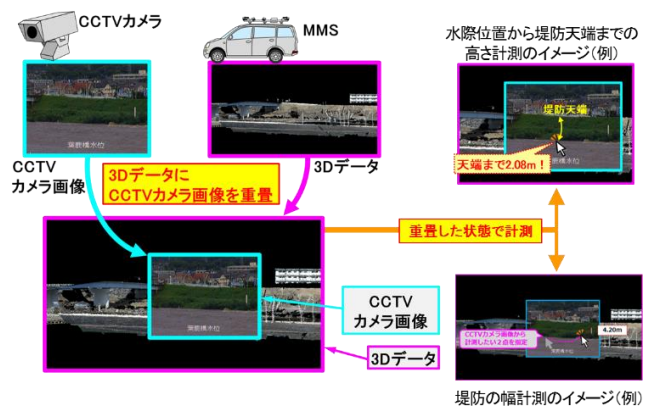 CCTVカメラ
MMS
水際位置から堤防天端までの
高さ計測のイメージ(例)
堤防天端
天端まで2.08m！
CCTV
カメラ画像
3Dデータに
CCTVカメラ画像を重畳
3Dデータ
重畳した状態で計測
CCTV
カメラ画像
3Dデータ
CCTVカメラ画像から
計測したい2点を指定
4.20m
堤防の幅計測のイメージ(例)